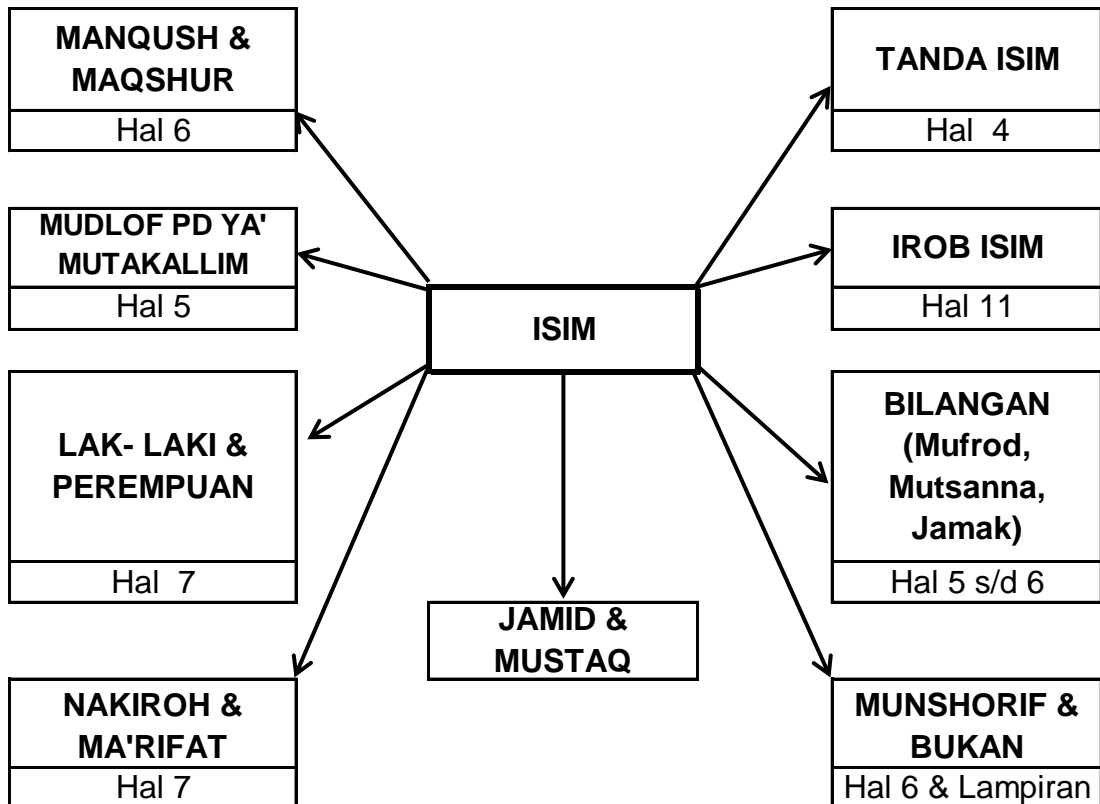 MANQUSH &
MAQSHUR
Hal 6
MUDLOF PD YA'
MUTAKALLIM
Hal 5
LAK- LAKI &
PEREMPUAN
Hal 7
NAKIROH &
MA'RIFAT
Hal 7
ISIM
JAMID &
MUSTAQ
TANDA ISIM
Hal 4
IROB ISIM
Hal 11
BILANGAN
(Mufrod,
Mutsanna,
Jamak)
Hal 5 s/d 6
MUNSHORIF &
BUKAN
Hal 6 & Lampiran